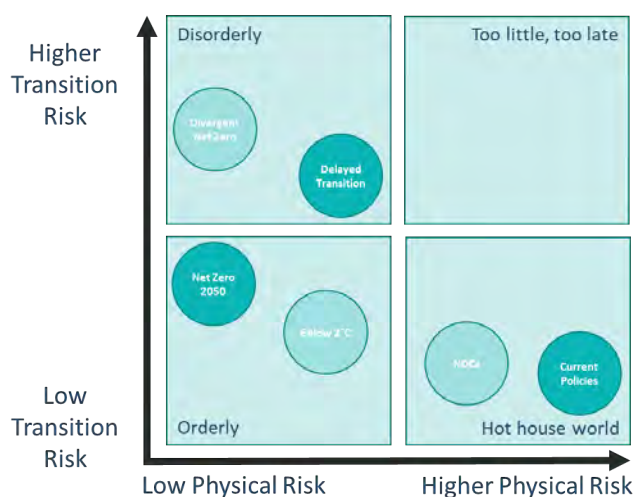 Higher
Transition
Risk
Disorderly
Too little, too late
Divergent
Net Zero
Delayed
Transition
Net Zero
2050
Below 2°C
NDCs
Current
Policies
Low
Transition
Risk
Orderly
Hot house world
Low Physical Risk
Higher Physical Risk